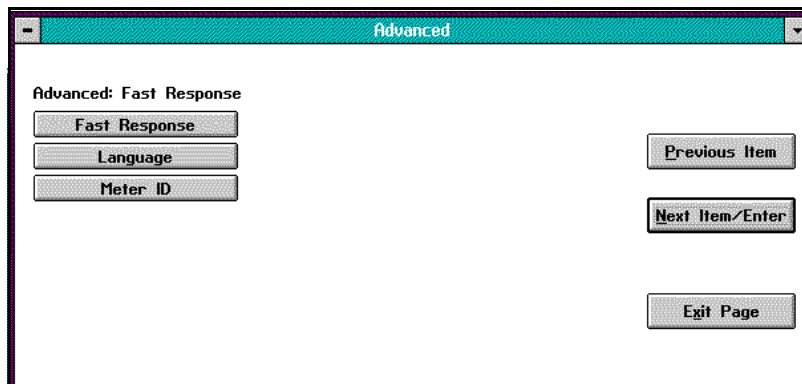 Advanced
Advanced: Fast Response
Fast Response
Language
Meter ID
Previous Item
Next Item/Enter
Exit Page